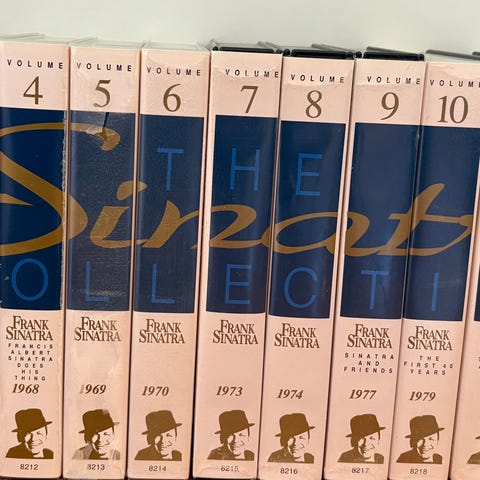 VOLUME 4
VOLUME 5
VOLUME 6
VOLUME 7
VOLUME 8
VOLUME 9
VOLUME 10
THE
Sinat
OLLECTI
FRANK
SINATRA
FRANCIS
ALBERT
SINATRA
DOES
HIS
THING
1968
8212
FRANK
SINATRA
1969
8213
FRANK
SINATRA
1970
8214
FRANK
SINATRA
1973
8215
FRANK
SINATRA
1974
8216
FRANK
SINATRA
SINATRA
AND
FRIENDS
1977
8217
FRANK
SINATRA
THE
FIRST 40
YEARS
1979
8218